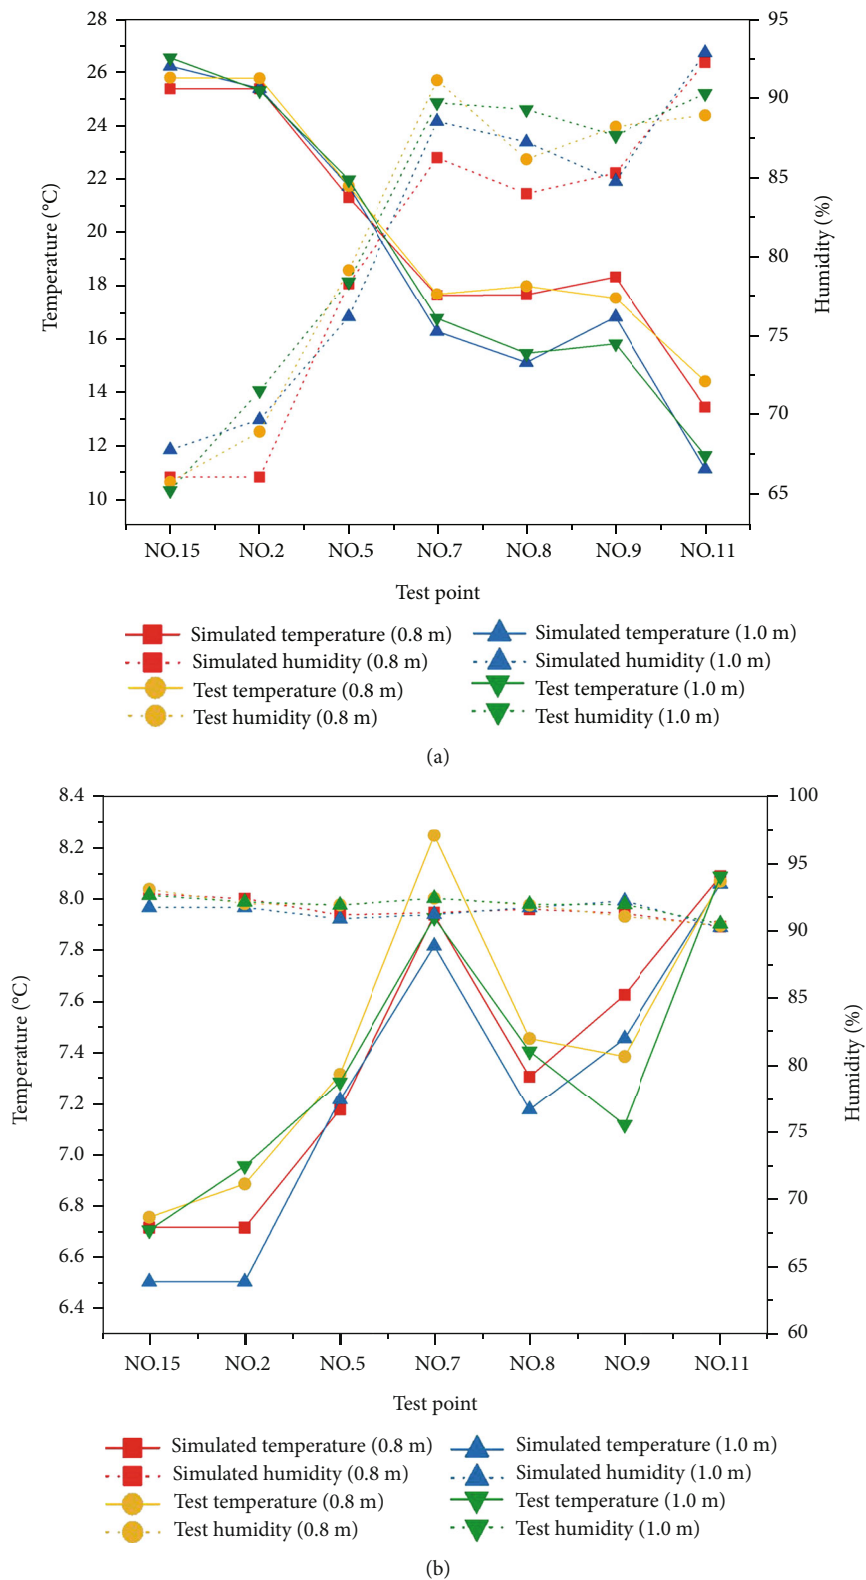 28
26
24
22
20
18
16
14
12
10
Temperature (°C)
95
90
85
80
75
70
65
Humidity (%)
NO.15 NO.2 NO.5 NO.7 NO.8 NO.9 NO.11
Test point
Simulated temperature (0.8 m)
Simulated humidity (0.8 m)
Test temperature (0.8 m)
Test humidity (0.8 m)
Simulated temperature (1.0 m)
Simulated humidity (1.0 m)
Test temperature (1.0 m)
Test humidity (1.0 m)
(a)
8.4
8.2
8.0
7.8
7.6
7.4
7.2
7.0
6.8
6.6
6.4
Temperature (°C)
100
95
90
85
80
75
70
65
60
Humidity (%)
NO.15 NO.2 NO.5 NO.7 NO.8 NO.9 NO.11
Test point
Simulated temperature (0.8 m)
Simulated humidity (0.8 m)
Test temperature (0.8 m)
Test humidity (0.8 m)
Simulated temperature (1.0 m)
Simulated humidity (1.0 m)
Test temperature (1.0 m)
Test humidity (1.0 m)
(b)